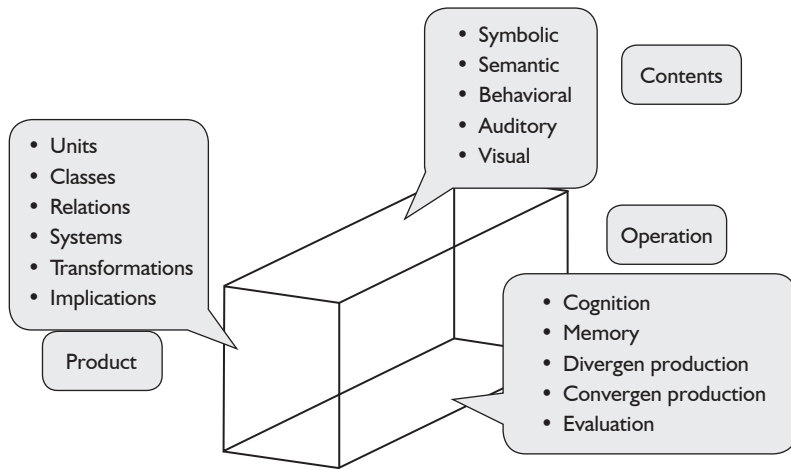 • Symbolic
• Semantic
• Behavioral
• Auditory
• Visual
Contents
• Units
• Classes
• Relations
• Systems
• Transformations
• Implications
Product
Operation
• Cognition
• Memory
• Divergen production
• Convergen production
• Evaluation